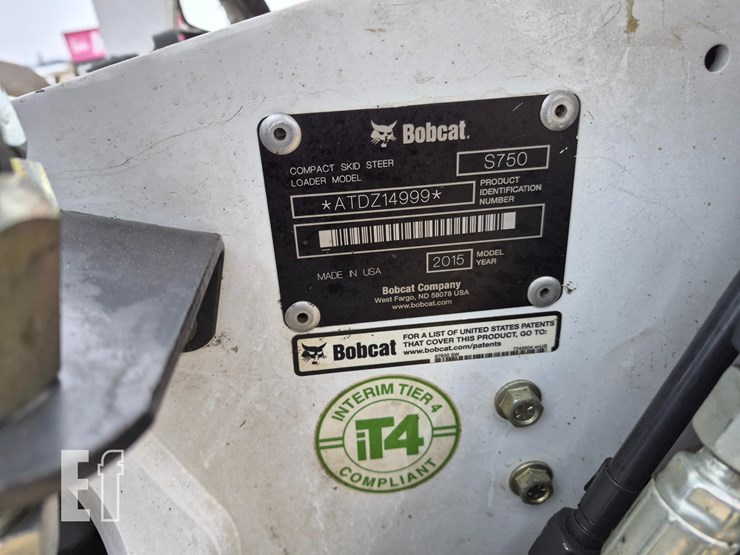 Bobcat.
COMPACT SKID STEER
LOADER MODEL
S750
*ATDZ14999*
PRODUCT
IDENTIFICATION
NUMBER
MADE IN USA
2015
MODEL
YEAR
Bobcat Company
West Fargo, ND 58078 USA
www.bobcat.com
Bobcat
FOR A LIST OF UNITED STATES PATENTS
THAT COVER THIS PRODUCT, GO TO:
www.bobcat.com/patents
INTERIM TIER 4
iT4
COMPLIANT
Ef